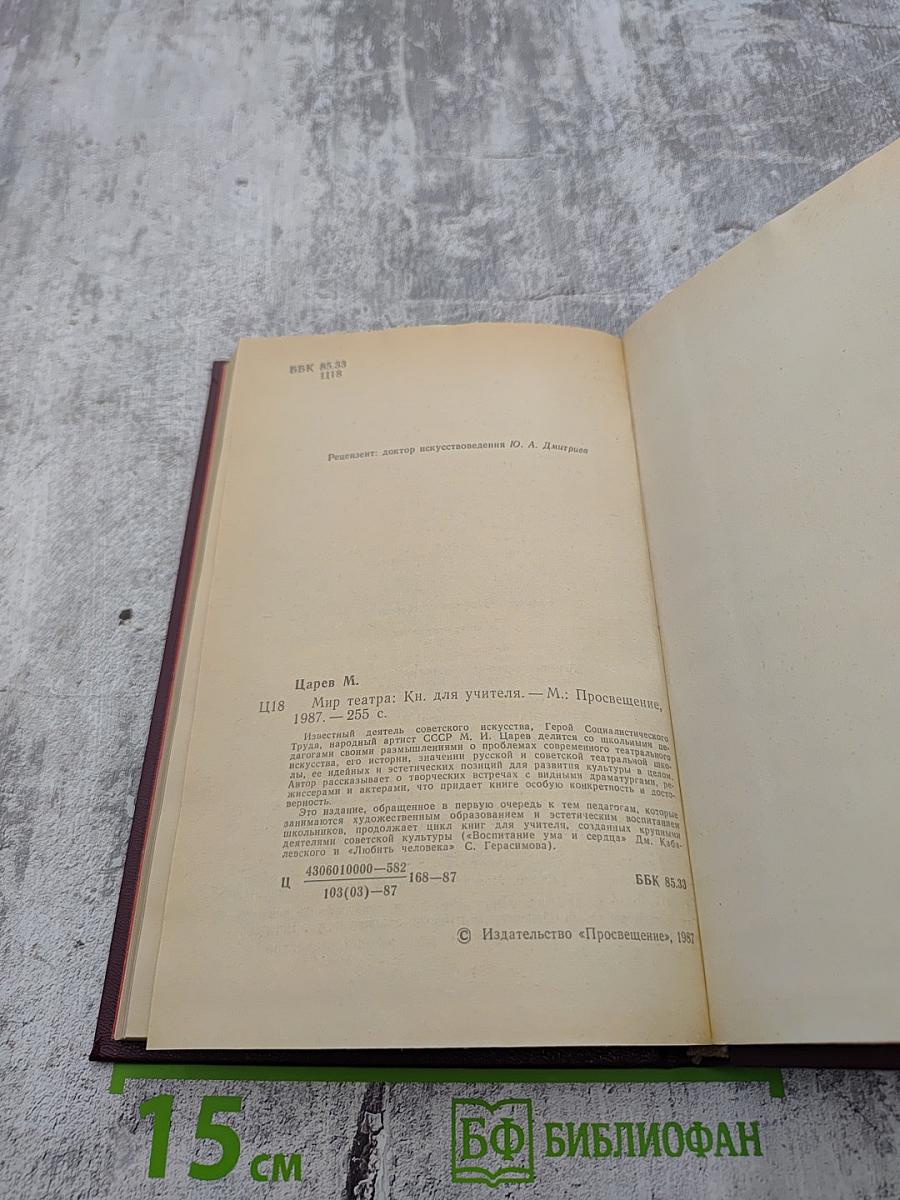 ББК 85.33
Ц18
Рецензент: доктор искусствоведения Ю. А. Дмитриев
Царев М.
Ц18 Мир театра: Кн. для учителя. — М.: Просвещение,
1987. — 255 с.
Известный деятель советского искусства, Герой Социалистического
Труда, народный артист СССР М. И. Царев делится со школьными пе-
дагогами своими размышлениями о проблемах современного театрального
искусства, его истории, значении русской и советской театральной шко-
лы, ее идейных и эстетических позиций для развития культуры в целом.
Автор рассказывает о творческих встречах с видными драматургами, ре-
жиссерами и актерами, что придает книге особую конкретность и досто-
верность.
Это издание, обращенное в первую очередь к тем педагогам, которые
занимаются художественным образованием и эстетическим воспитанием
школьников, продолжает цикл книг для учителя, созданных крупными
деятелями советской культуры («Воспитание ума и сердца» Дм. Каба-
левского и «Любить человека» С. Герасимова).
Ц 4306010000—582 168—87 ББК 85.33
103(03)—87
© Издательство «Просвещение», 1987
15 см БФ БИБЛИОФАН